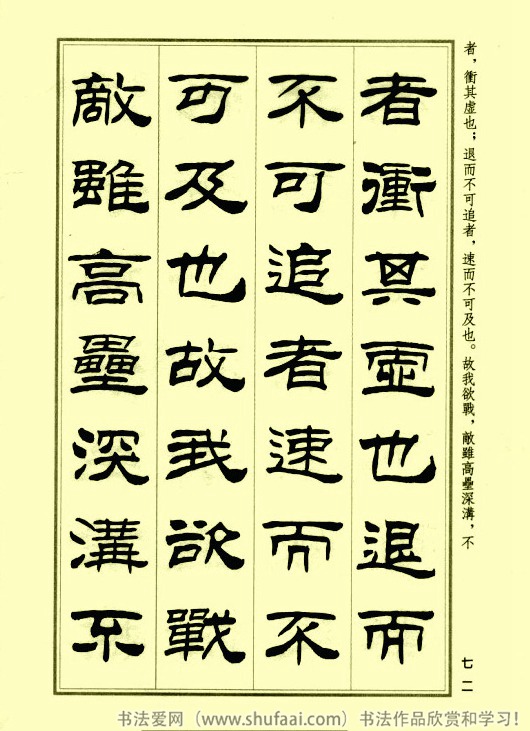 者，衝其虛也；退而不可追者，速而不可及也。故我欲戰，敵雖高壘深溝，不
者衝其虛也退而
不可追者速而不
可及也故我欲戰
敵雖高壘深溝不
七二
书法爱网（www.shufaai.com）书法作品欣赏和学习！